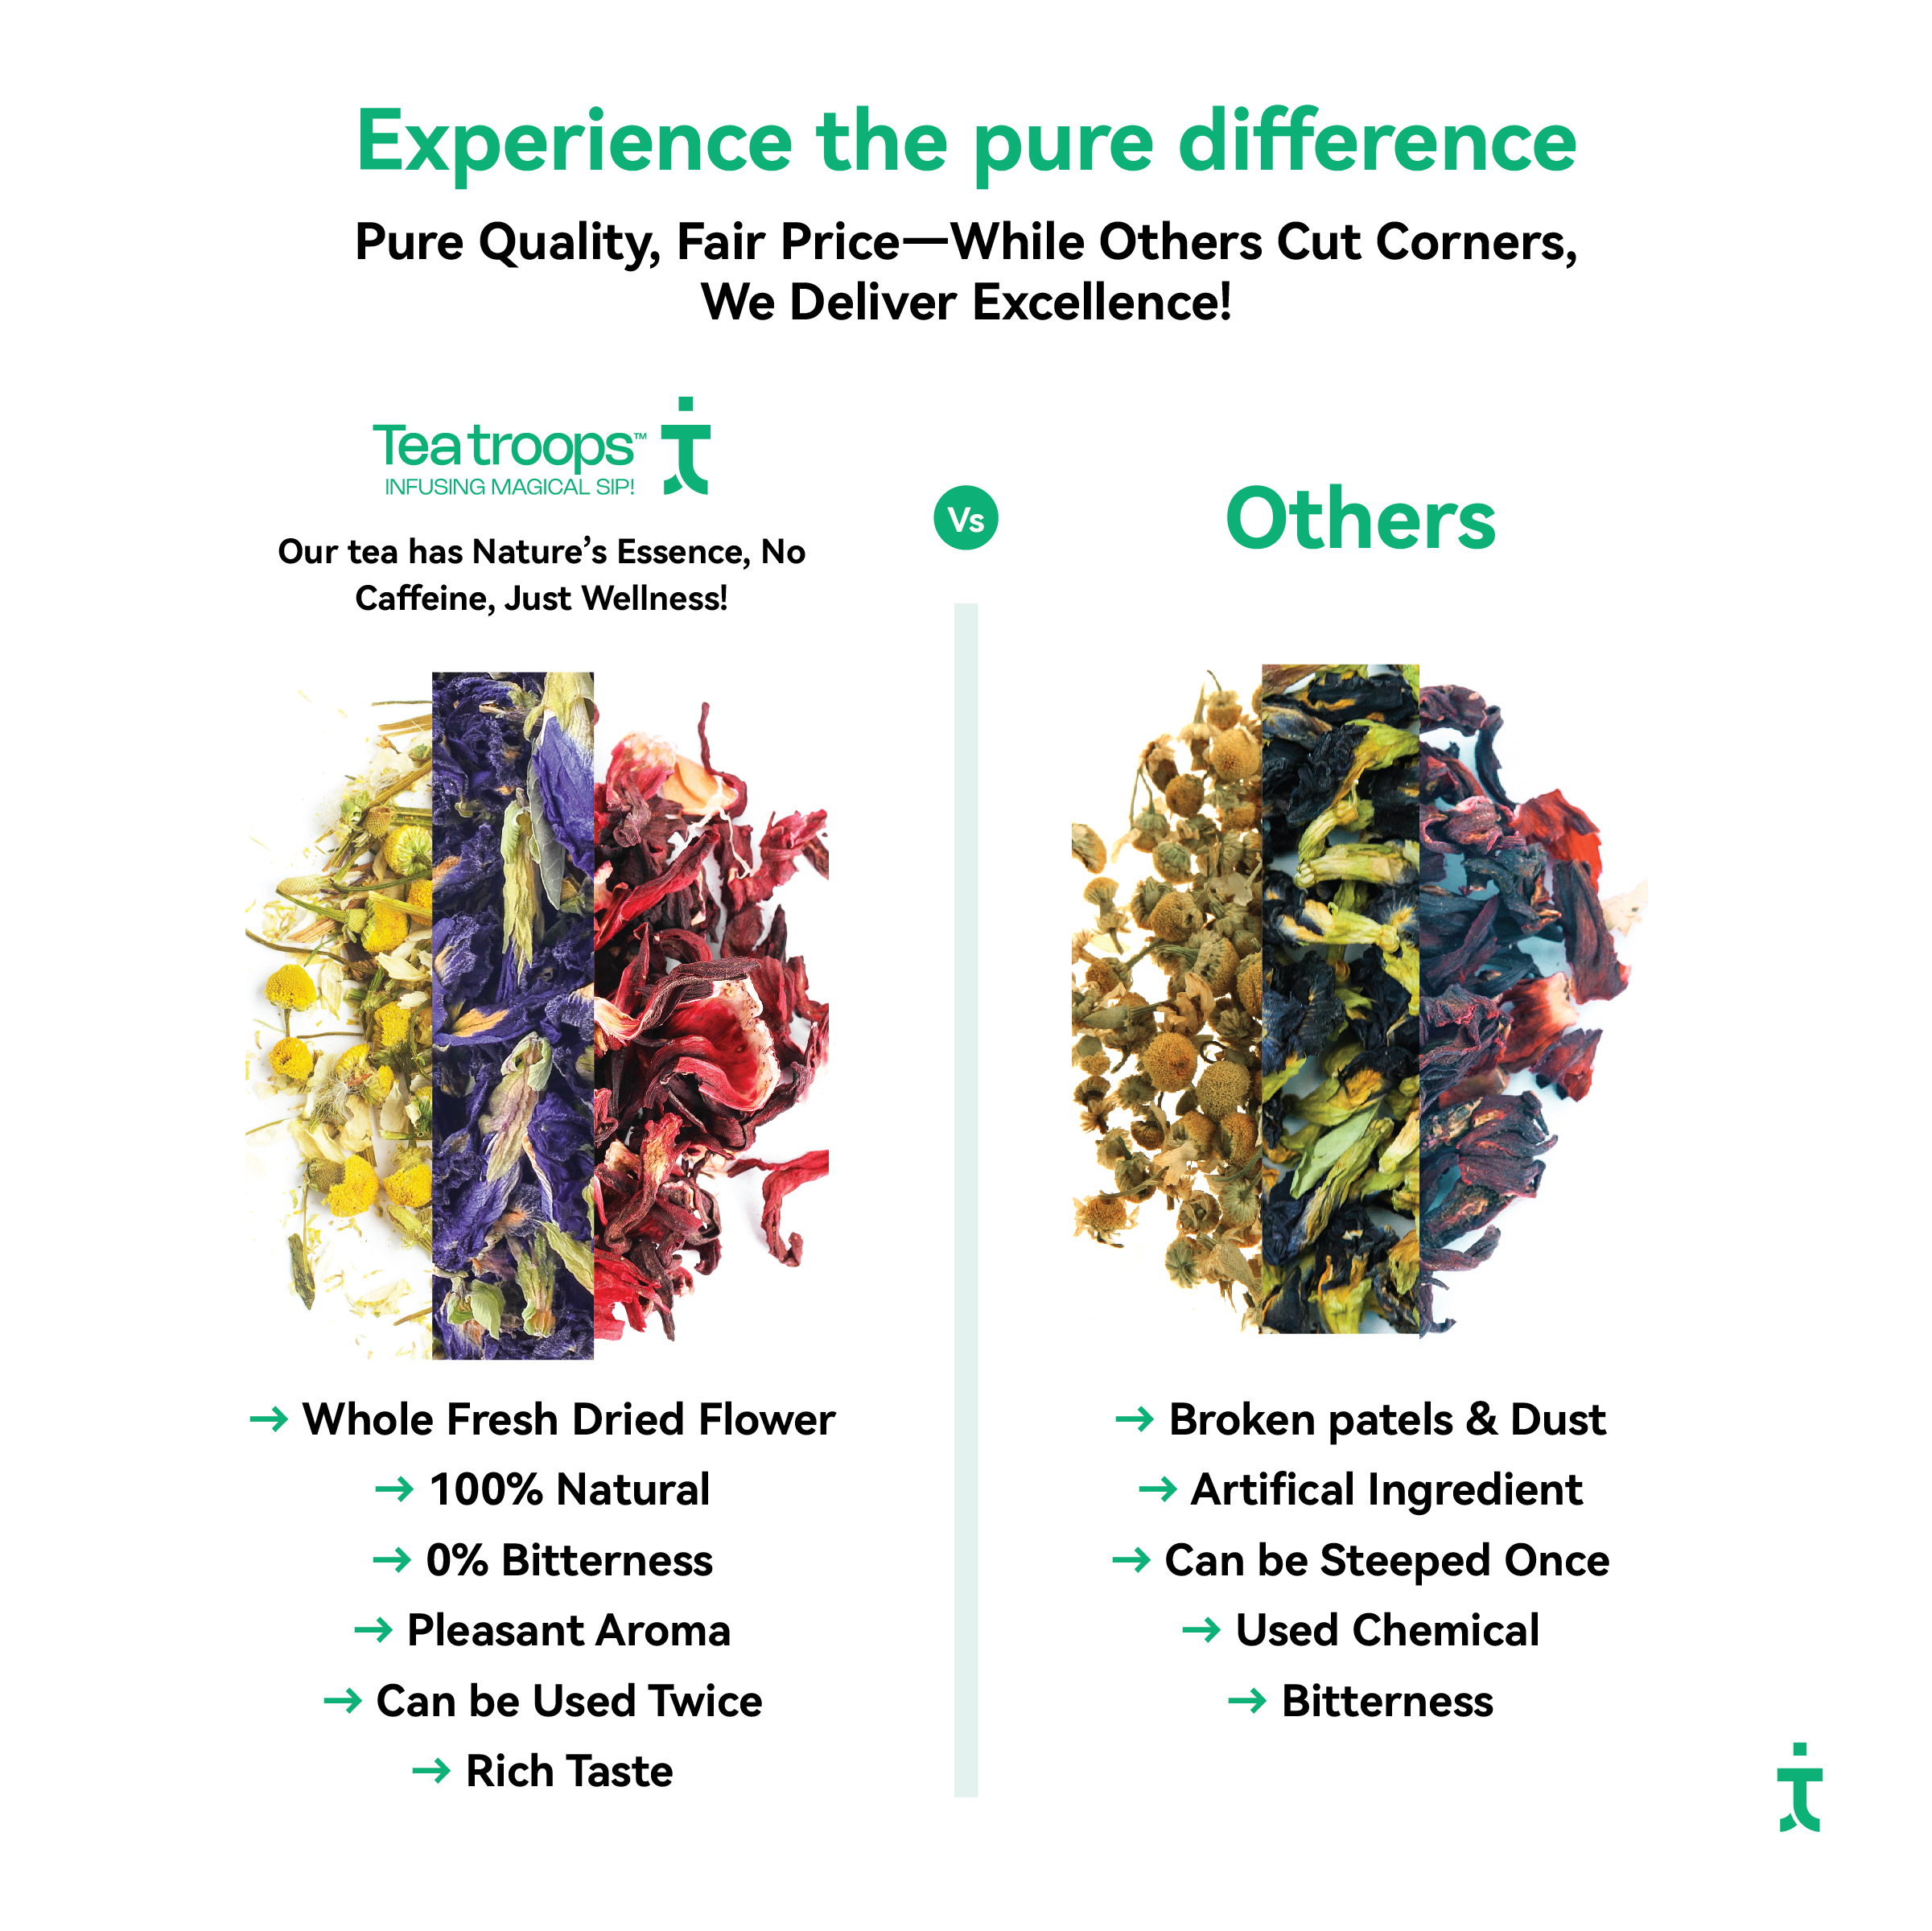 Experience the pure difference
Pure Quality, Fair Price—While Others Cut Corners,
We Deliver Excellence!
Tea troops™
INFUSING MAGICAL SIP!
Our tea has Nature’s Essence, No
Caffeine, Just Wellness!
Vs
Others
→ Whole Fresh Dried Flower
→ 100% Natural
→ 0% Bitterness
→ Pleasant Aroma
→ Can be Used Twice
→ Rich Taste
→ Broken patels & Dust
→ Artifical Ingredient
→ Can be Steeped Once
→ Used Chemical
→ Bitterness